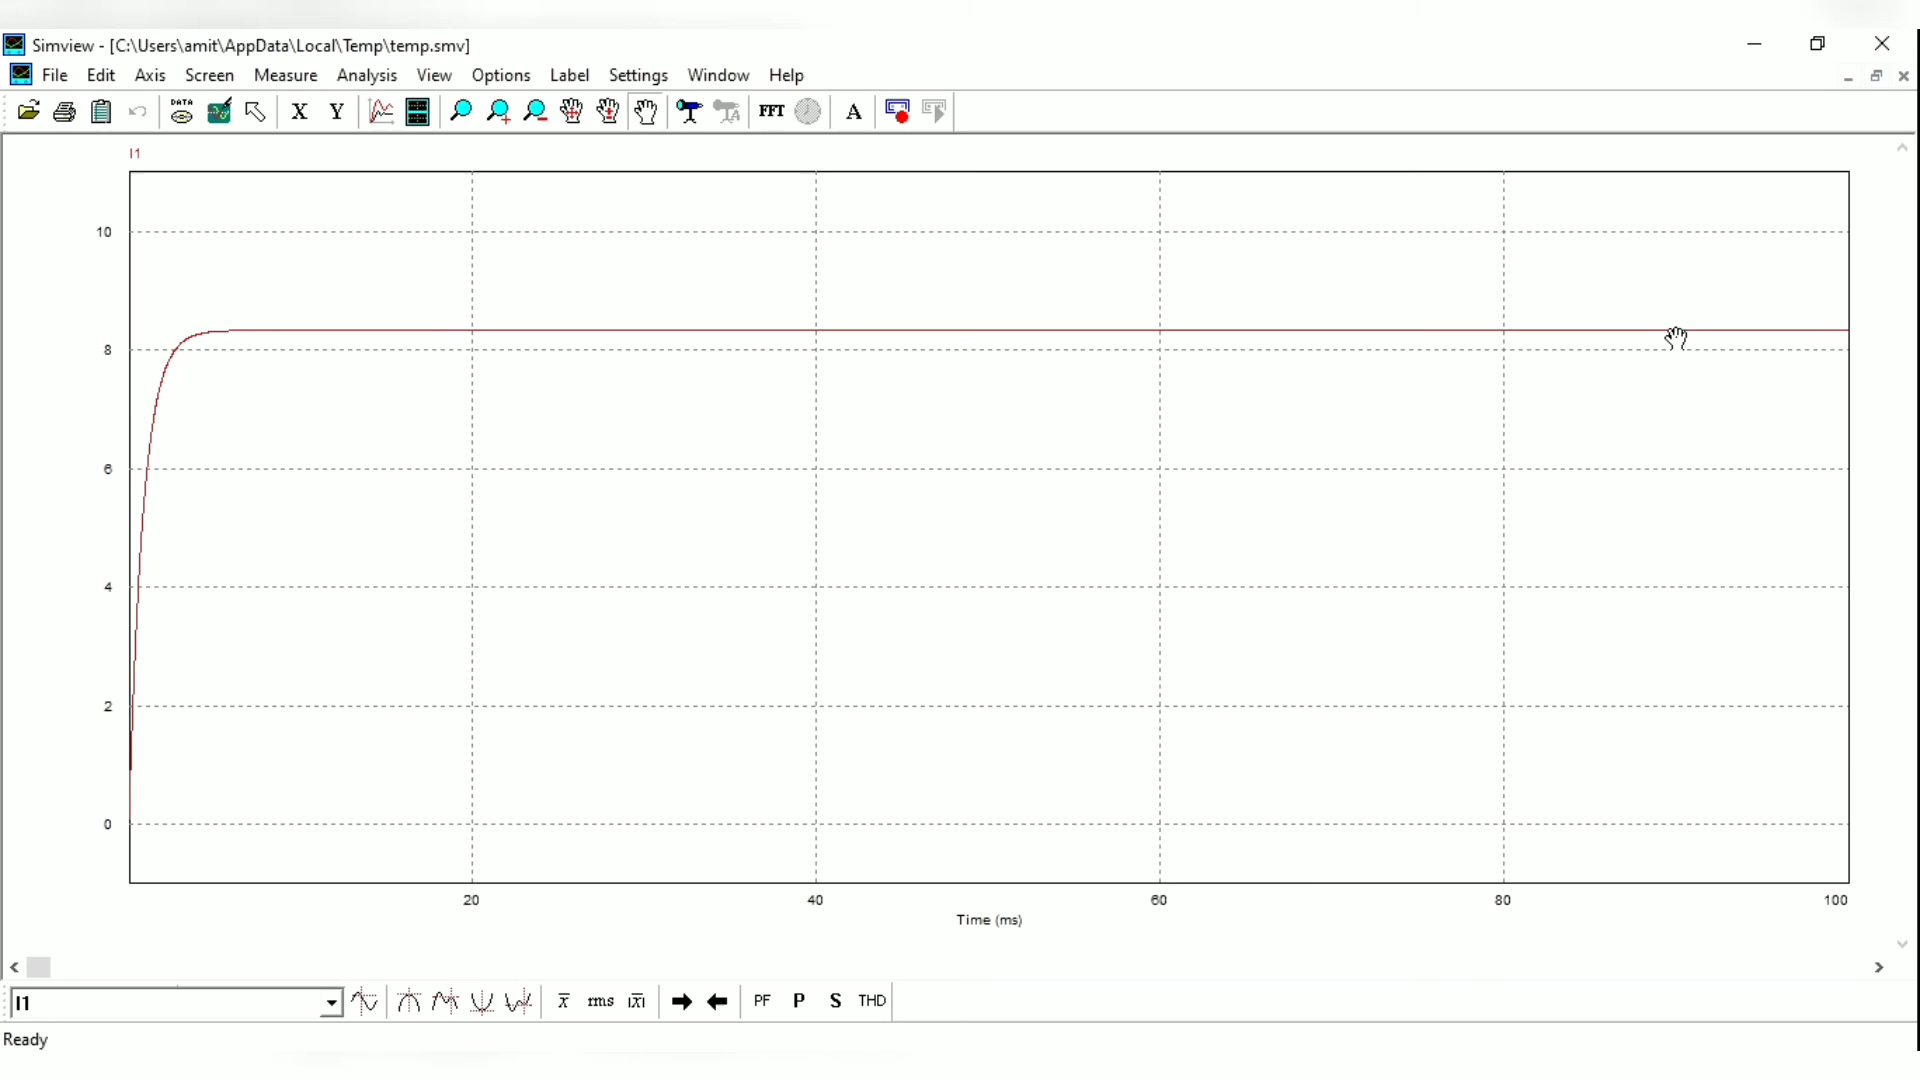 Simview - [C:\Users\amit\AppData\Local\Temp\temp.smv]
File Edit Axis Screen Measure Analysis View Options Label Settings Window Help
DATA X Y FFT A
I1
10
8
6
4
2
0
20 40 60 80 100
Time (ms)
I1 x rms |x| PF P S THD
Ready